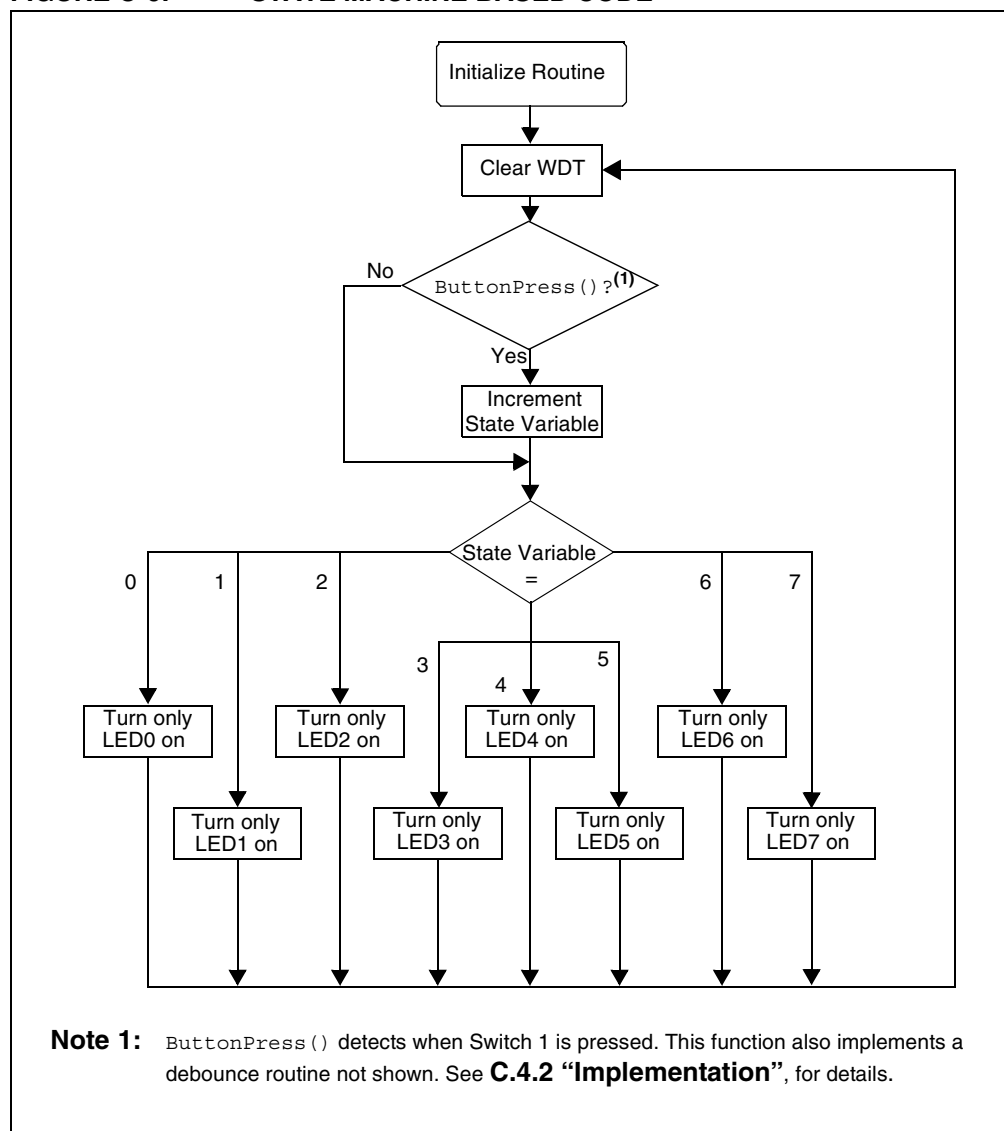 Initialize Routine
Clear WDT
No
ButtonPress()?(1)
Yes
Increment
State Variable
State Variable
=
0
1
2
3
4
5
6
7
Turn only
LED0 on
Turn only
LED2 on
Turn only
LED4 on
Turn only
LED6 on
Turn only
LED1 on
Turn only
LED3 on
Turn only
LED5 on
Turn only
LED7 on
Note 1: ButtonPress() detects when Switch 1 is pressed. This function also implements a
debounce routine not shown. See C.4.2 “Implementation”, for details.